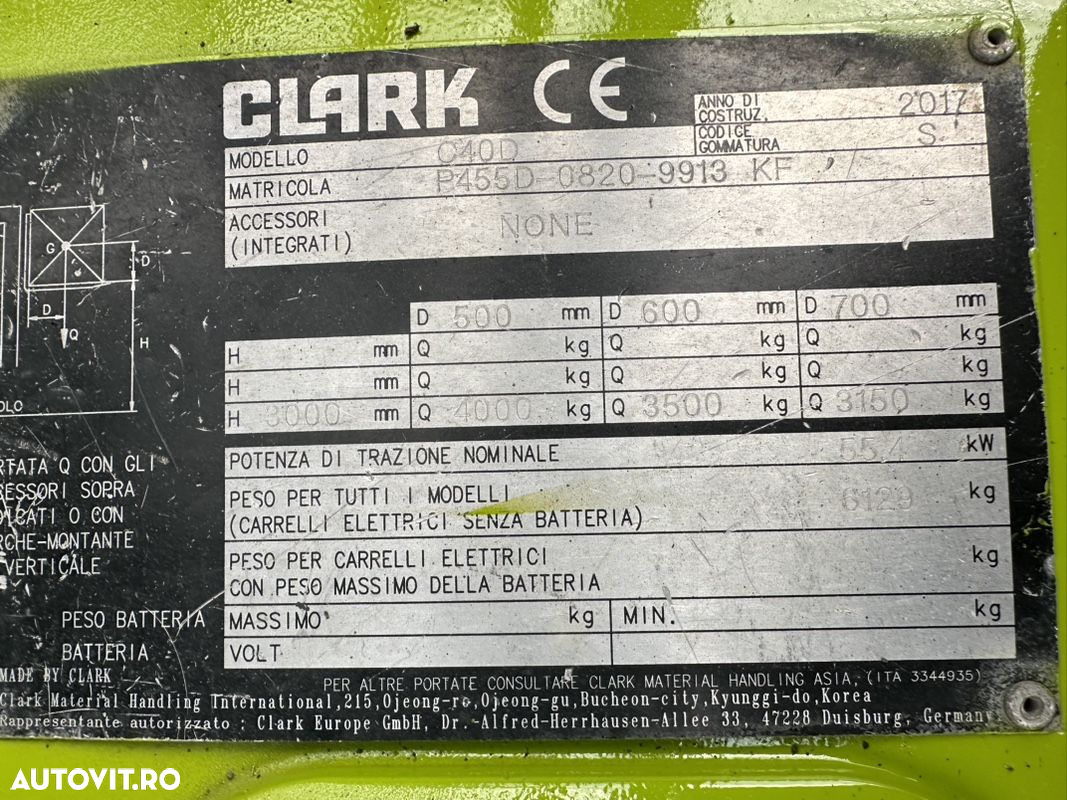 CLARK CE
ANNO DI COSTRUZ. 2017
CODICE GOMMATURA S.
MODELLO C40D
MATRICOLA P455D-0820-9913 KF
ACCESSORI (INTEGRATI) NONE
D 500 mm D 600 mm D 700 mm
H mm Q kg Q kg Q kg
H mm Q kg Q kg Q kg
H 3000 mm Q 4000 kg Q 3500 kg Q 3150 kg
G
D
D
Q
H
POTENZA DI TRAZIONE NOMINALE 55,4 kW
PESO PER TUTTI I MODELLI
(CARRELLI ELETTRICI SENZA BATTERIA) 6129 kg
PESO PER CARRELLI ELETTRICI
CON PESO MASSIMO DELLA BATTERIA kg
Q CON GLI
SOPRA
O CON
VERTICALE
PESO BATTERIA MASSIMO kg MIN. kg
BATTERIA VOLT
PER ALTRE PORTATE CONSULTARE CLARK MATERIAL HANDLING ASIA, (ITA 3344935)
MADE BY CLARK
Clark Material Handling International,215,Ojeong-ro,Ojeong-gu,Bucheon-city,Kyunggi-do,Korea
Rappresentante autorizzato : Clark Europe GmbH, Dr.-Alfred-Herrhausen-Allee 33, 47228 Duisburg, Germany.
AUTOVIT.RO